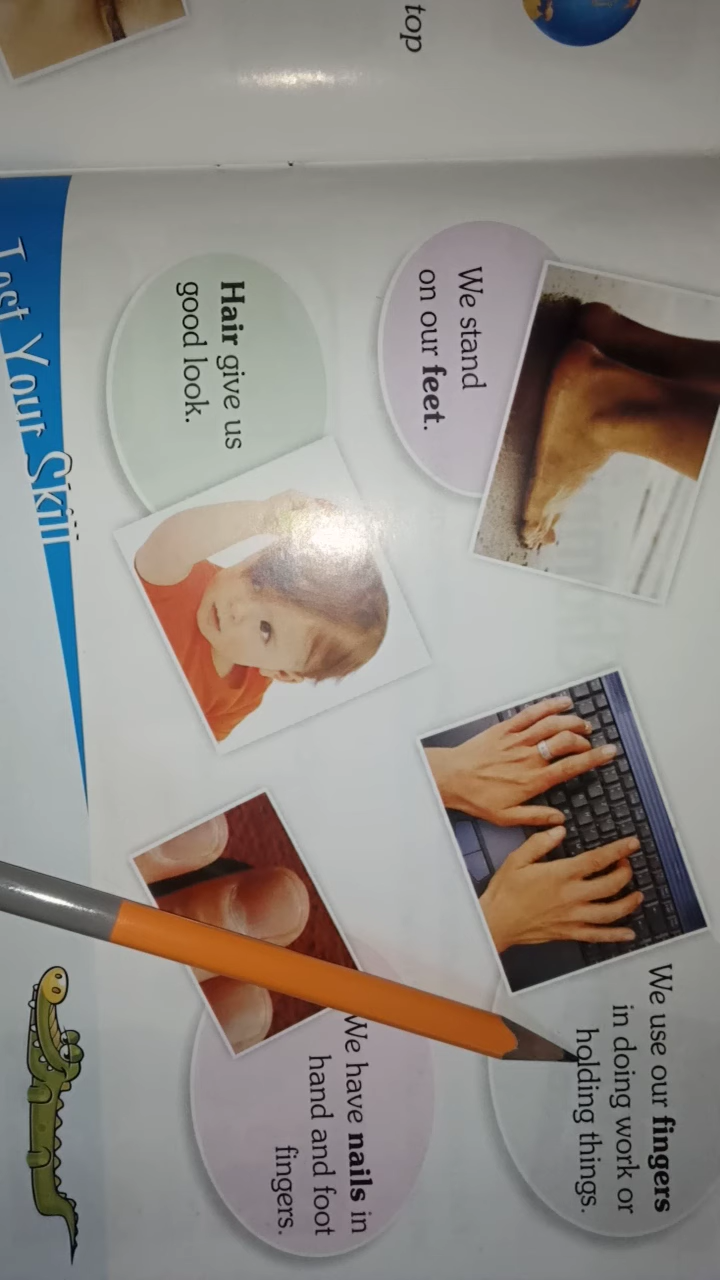 top
We stand
on our feet.
We use our fingers
in doing work or
holding things.
Hair give us
good look.
We have nails in
hand and foot
fingers.
Test Your Skill